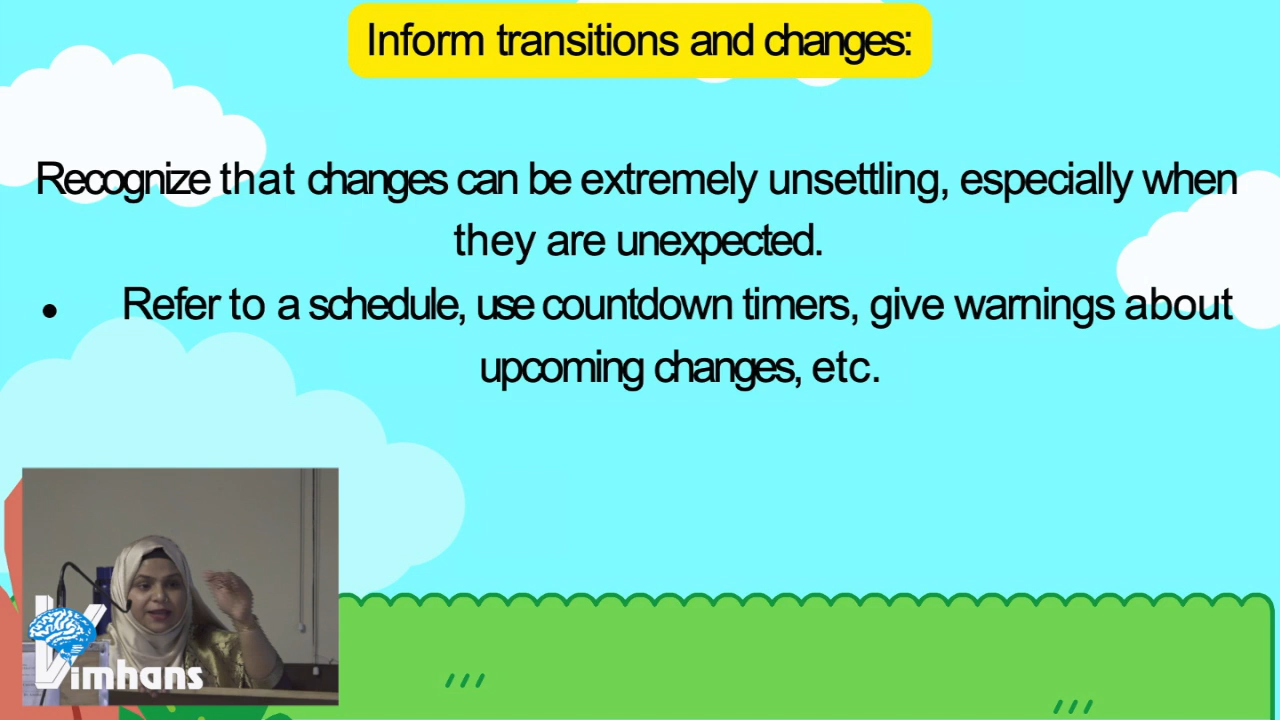 Inform transitions and changes:
Recognize that changes can be extremely unsettling, especially when
they are unexpected.
• Refer to a schedule, use countdown timers, give warnings about
upcoming changes, etc.
Vimhans